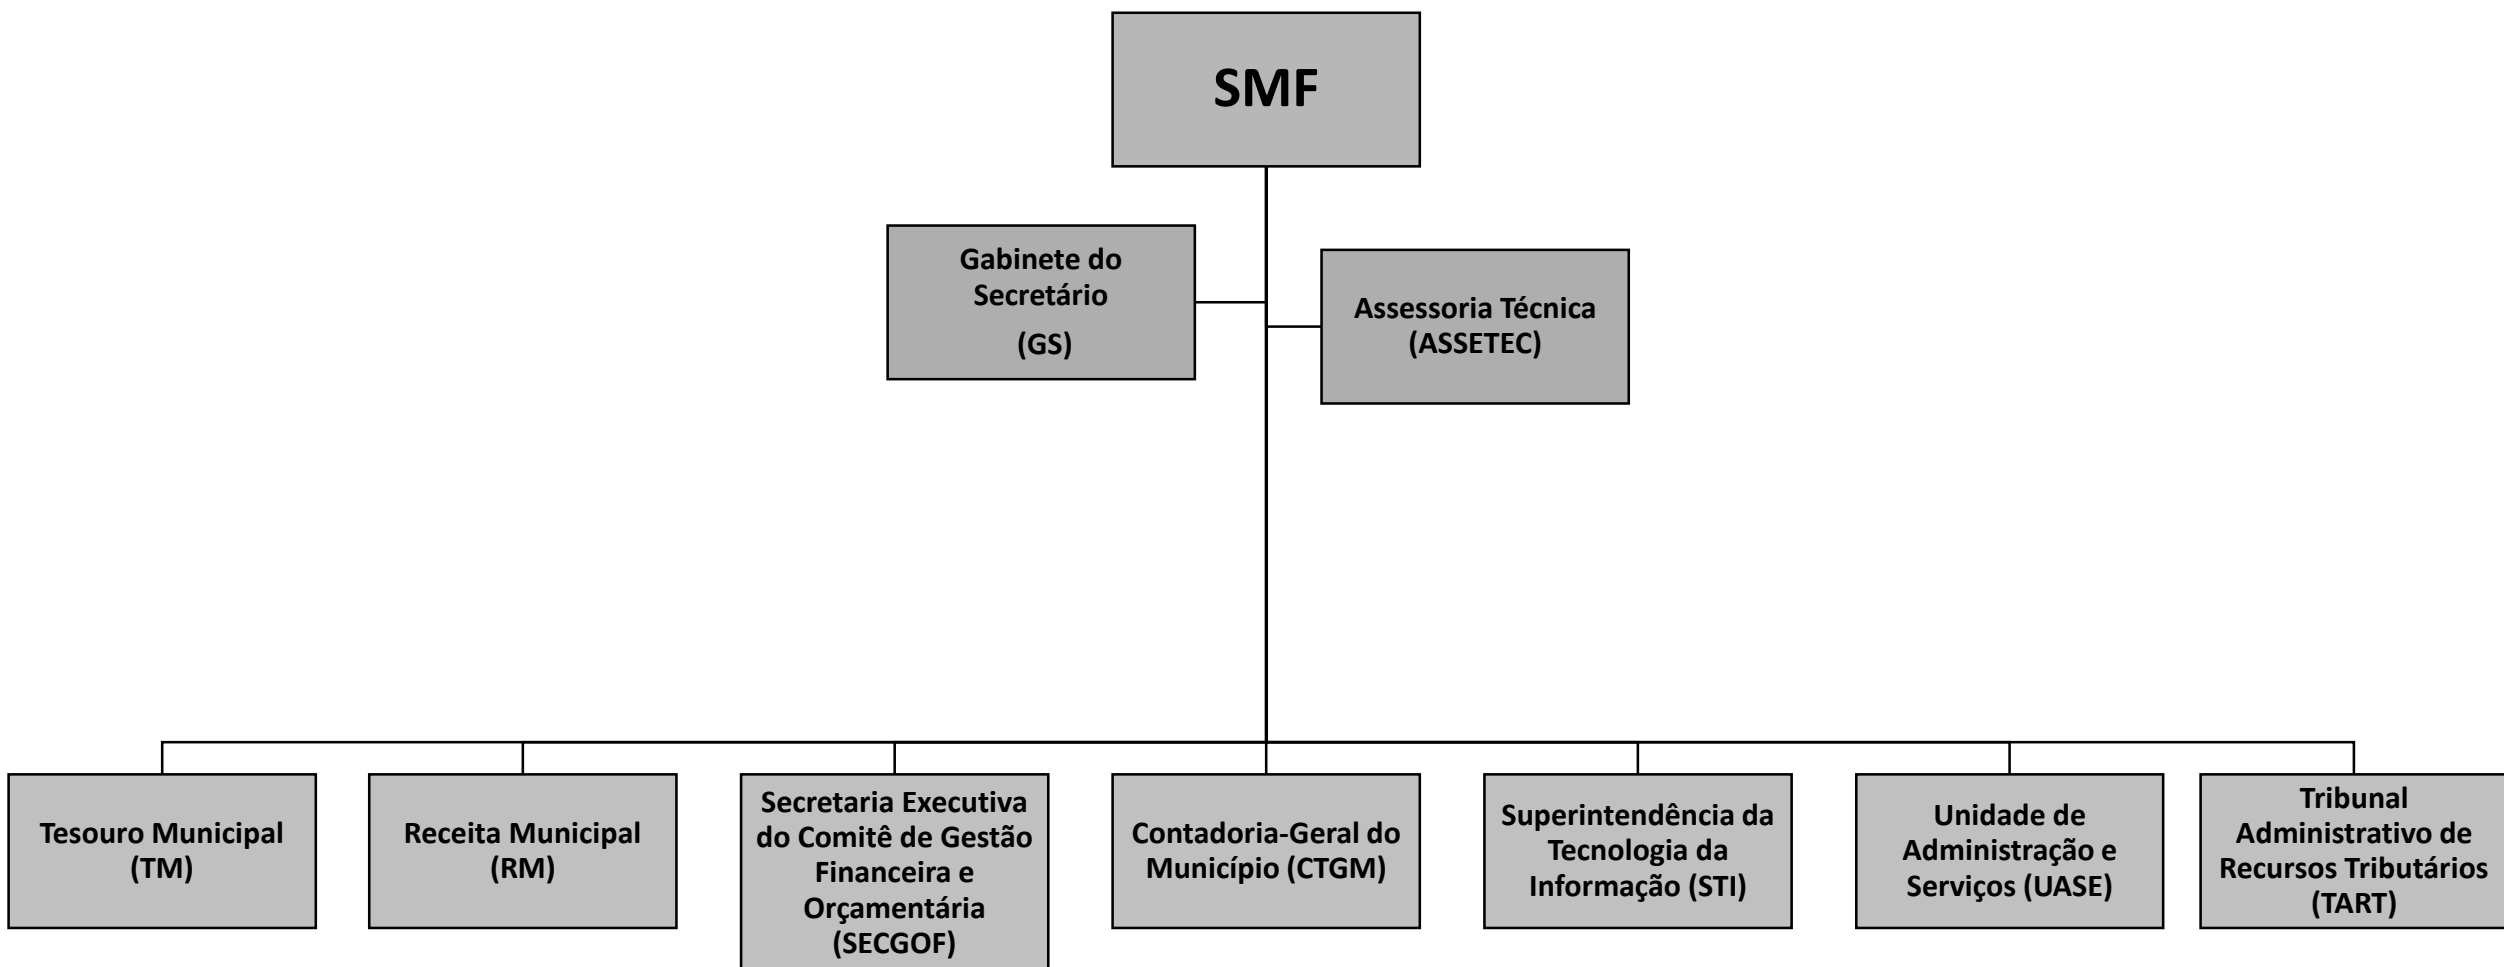 SMF
Gabinete do
Secretário
(GS)
Assessoria Técnica
(ASSETEC)
Tesouro Municipal
(TM)
Receita Municipal
(RM)
Secretaria Executiva
do Comitê de Gestão
Financeira e
Orçamentária
(SECGOF)
Contadoria-Geral do
Município (CTGM)
Superintendência da
Tecnologia da
Informação (STI)
Unidade de
Administração e
Serviços (UASE)
Tribunal
Administrativo de
Recursos Tributários
(TART)